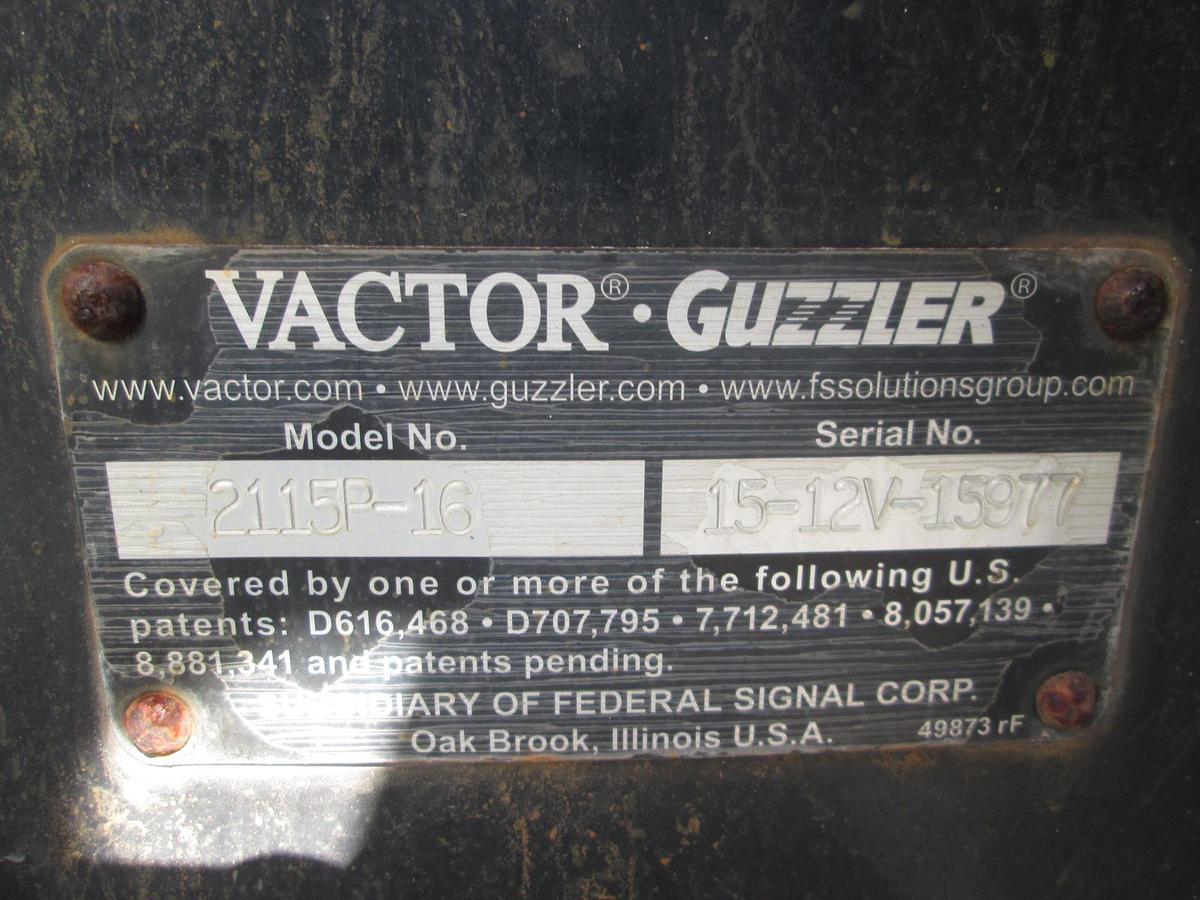 VACTOR® • GUZZLER®
www.vactor.com • www.guzzler.com • www.fssolutionsgroup.com
Model No. Serial No.
2115P-16 15-12V-15977
Covered by one or more of the following U.S.
patents: D616,468 • D707,795 • 7,712,481 • 8,057,139 •
8,881,341 and patents pending.
SUBSIDIARY OF FEDERAL SIGNAL CORP.
Oak Brook, Illinois U.S.A. 49873 rF